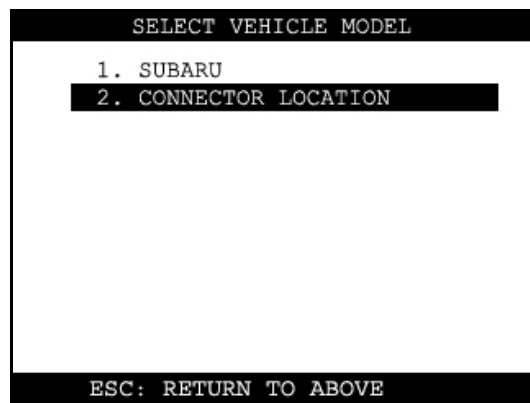 SELECT VEHICLE MODEL
1. SUBARU
2. CONNECTOR LOCATION
ESC: RETURN TO ABOVE